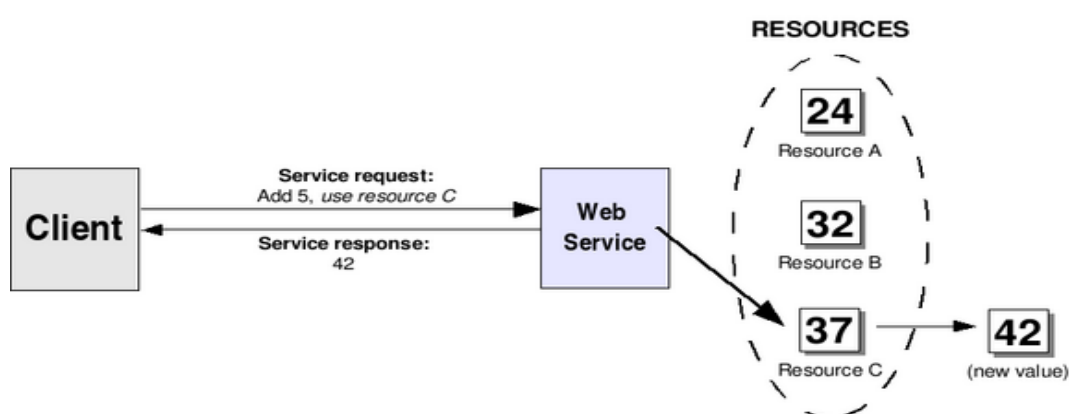 RESOURCES
24
Resource A
Service request:
Add 5, use resource C
Client
Web
Service
Service response:
42
32
Resource B
37
Resource C
42
(new value)